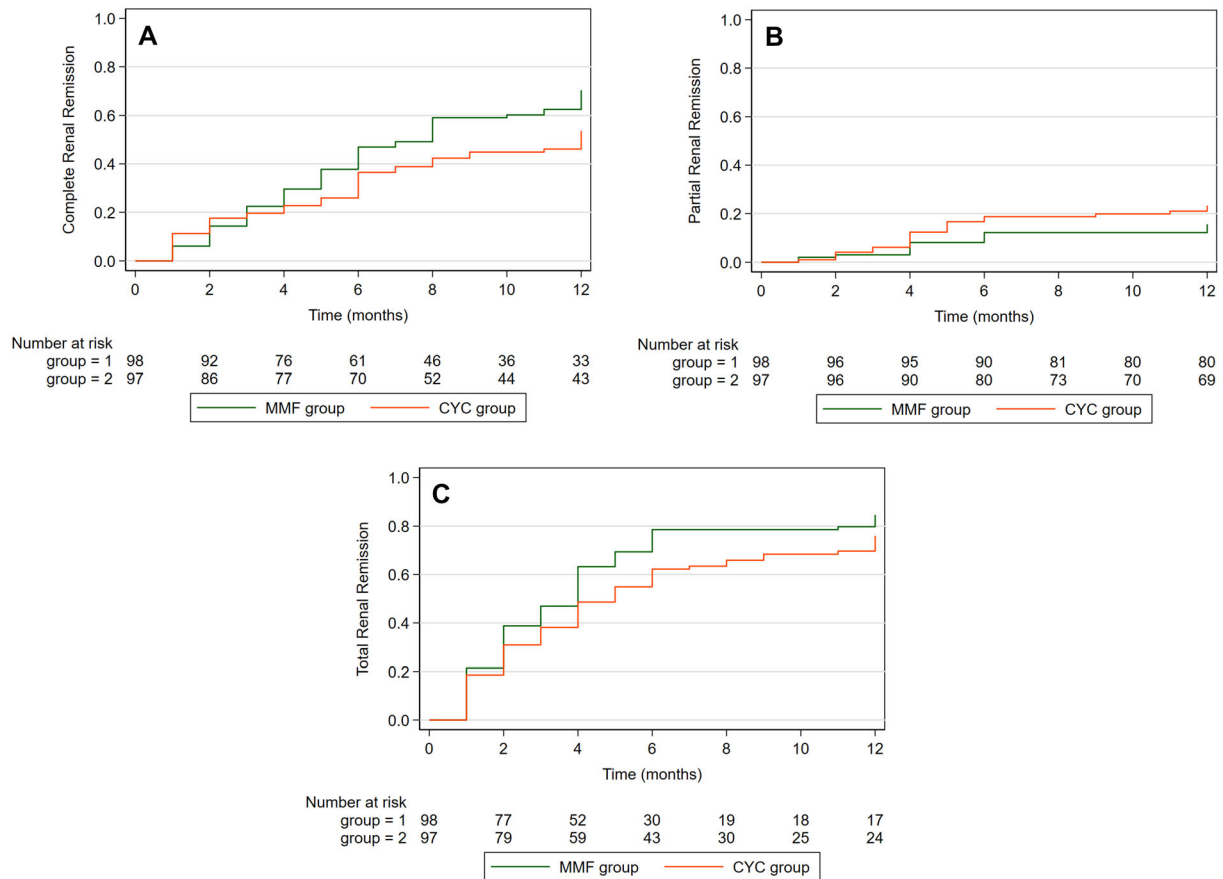 A
Complete Renal Remission
1.0
0.8
0.6
0.4
0.2
0.0
0 2 4 6 8 10 12
Time (months)
Number at risk
group = 1 98 92 76 61 46 36 33
group = 2 97 86 77 70 52 44 43
MMF group CYC group
B
Partial Renal Remission
1.0
0.8
0.6
0.4
0.2
0.0
0 2 4 6 8 10 12
Time (months)
Number at risk
group = 1 98 96 95 90 81 80 80
group = 2 97 96 90 80 73 70 69
MMF group CYC group
C
Total Renal Remission
1.0
0.8
0.6
0.4
0.2
0.0
0 2 4 6 8 10 12
Time (months)
Number at risk
group = 1 98 77 52 30 19 18 17
group = 2 97 79 59 43 30 25 24
MMF group CYC group